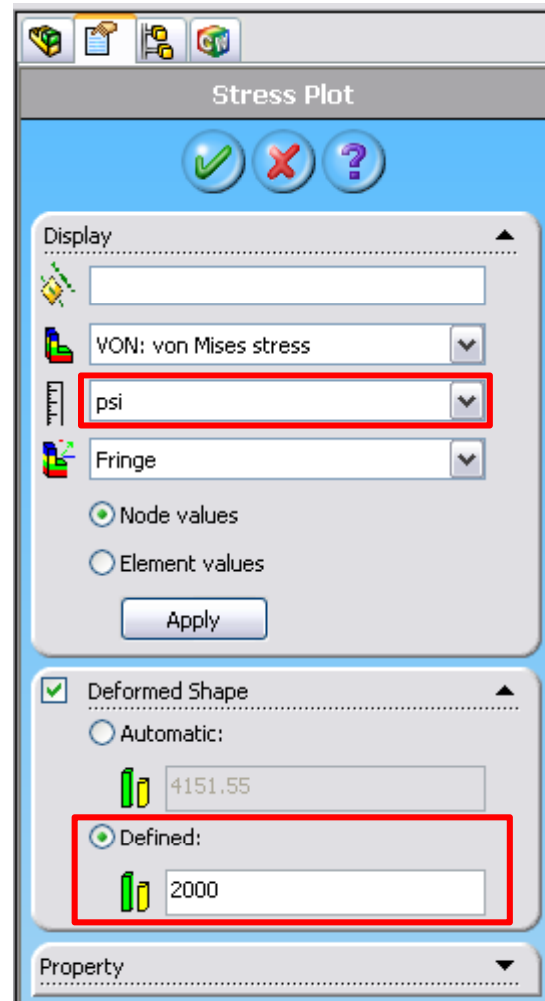 Stress Plot
Display
VON: von Mises stress
psi
Fringe
Node values
Element values
Apply
Deformed Shape
Automatic:
4151.55
Defined:
2000
Property